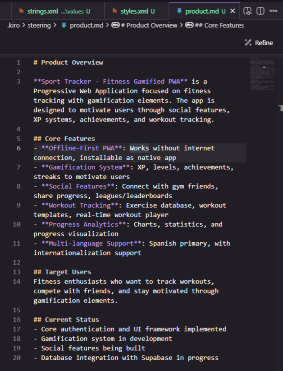 strings.xml ...\values U
styles.xml U
product.md U
.kiro > steering > product.md > # Product Overview > ## Core Features
Refine
1 # Product Overview
2
3 **Sport Tracker - Fitness Gamified PWA** is a
Progressive Web Application focused on fitness
tracking with gamification elements. The app is
designed to motivate users through social features,
XP systems, achievements, and workout tracking.
4
5 ## Core Features
6 - **Offline-First PWA**: Works without internet
connection, installable as native app
7 - **Gamification System**: XP, levels, achievements,
streaks to motivate users
8 - **Social Features**: Connect with gym friends,
share progress, leagues/leaderboards
9 - **Workout Tracking**: Exercise database, workout
templates, real-time workout player
10 - **Progress Analytics**: Charts, statistics, and
progress visualization
11 - **Multi-language Support**: Spanish primary, with
internationalization support
12
13 ## Target Users
14 Fitness enthusiasts who want to track workouts,
compete with friends, and stay motivated through
gamification elements.
15
16 ## Current Status
17 - Core authentication and UI framework implemented
18 - Gamification system in development
19 - Social features being built
20 - Database integration with Supabase in progress